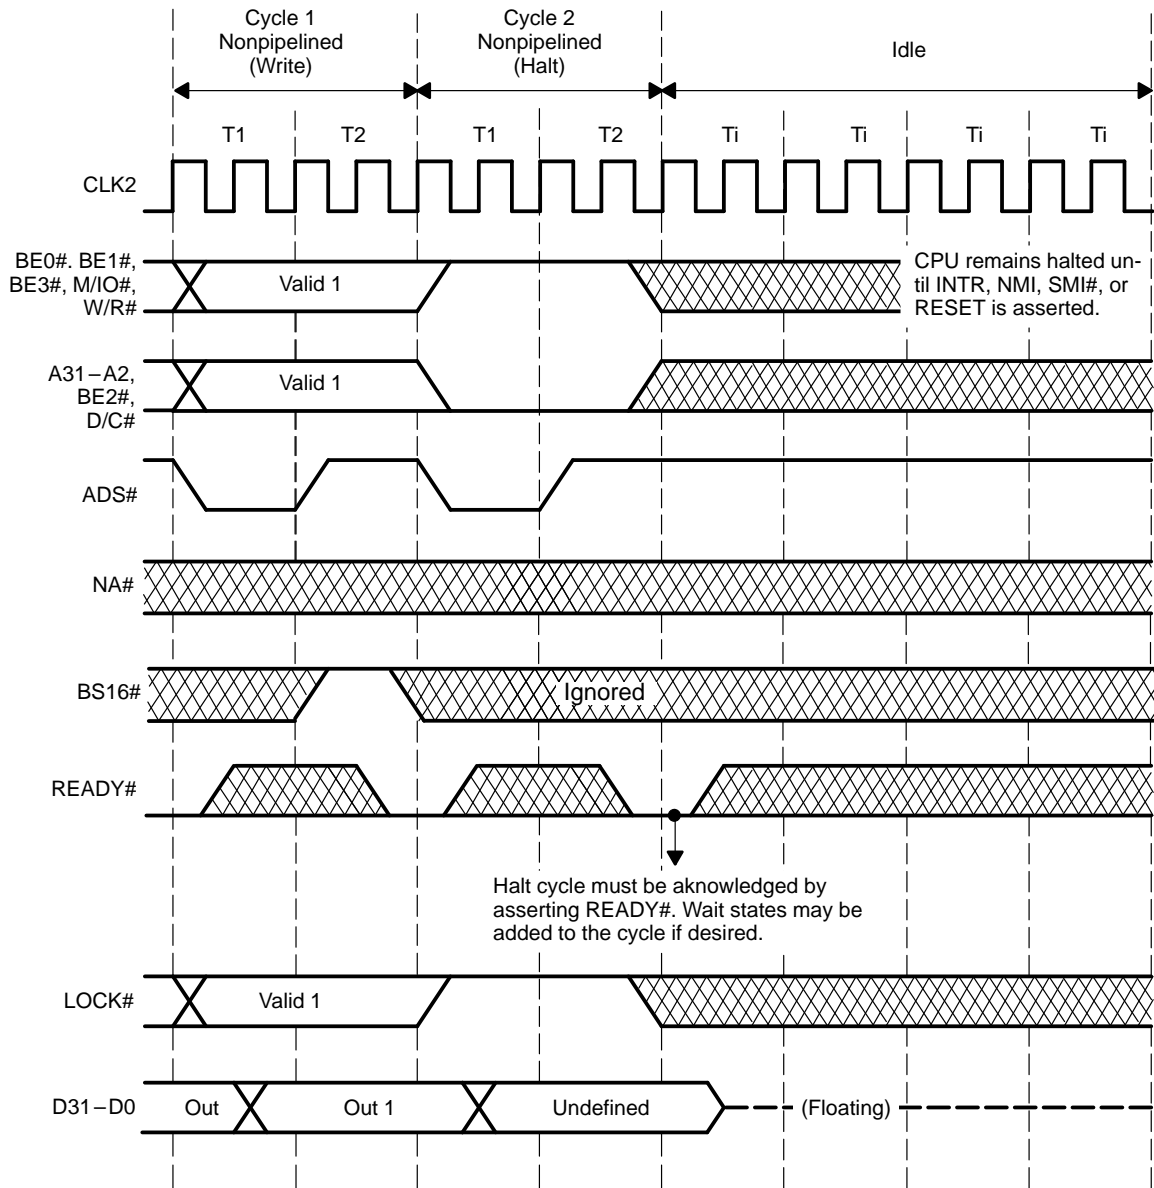 Cycle 1
Nonpipelined
(Write)
Cycle 2
Nonpipelined
(Halt)
Idle
T1 T2 T1 T2 Ti Ti Ti Ti
CLK2
BE0#. BE1#,
BE3#, M/IO#,
W/R#
Valid 1
CPU remains halted un-
til INTR, NMI, SMI#, or
RESET is asserted.
A31–A2,
BE2#,
D/C#
Valid 1
ADS#
NA#
BS16#
Ignored
READY#
Halt cycle must be aknowledged by
asserting READY#. Wait states may be
added to the cycle if desired.
LOCK#
Valid 1
D31–D0
Out Out 1 Undefined (Floating)